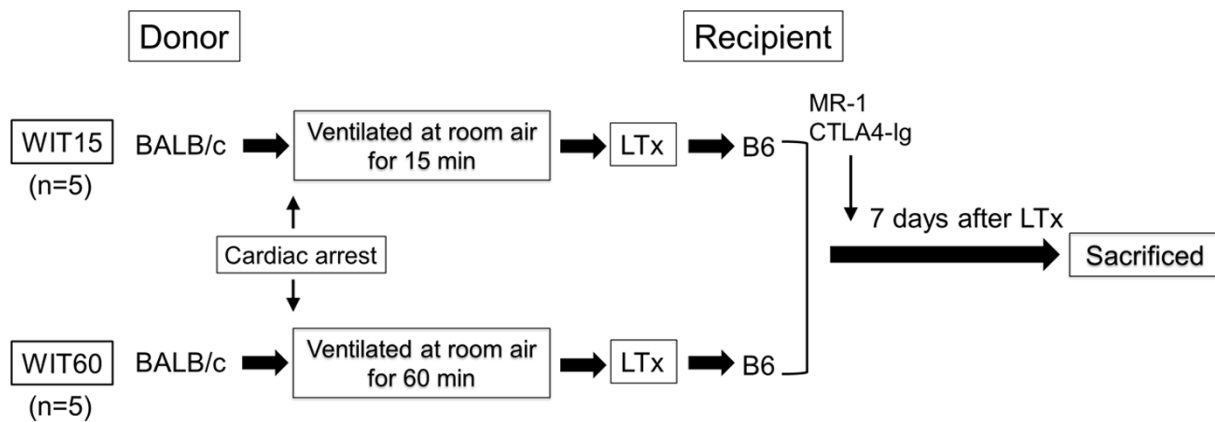 Donor
Recipient
WIT15
(n=5)
BALB/c
Ventilated at room air
for 15 min
LTx
B6
MR-1
CTLA4-Ig
Cardiac arrest
7 days after LTx
Sacrificed
WIT60
(n=5)
BALB/c
Ventilated at room air
for 60 min
LTx
B6